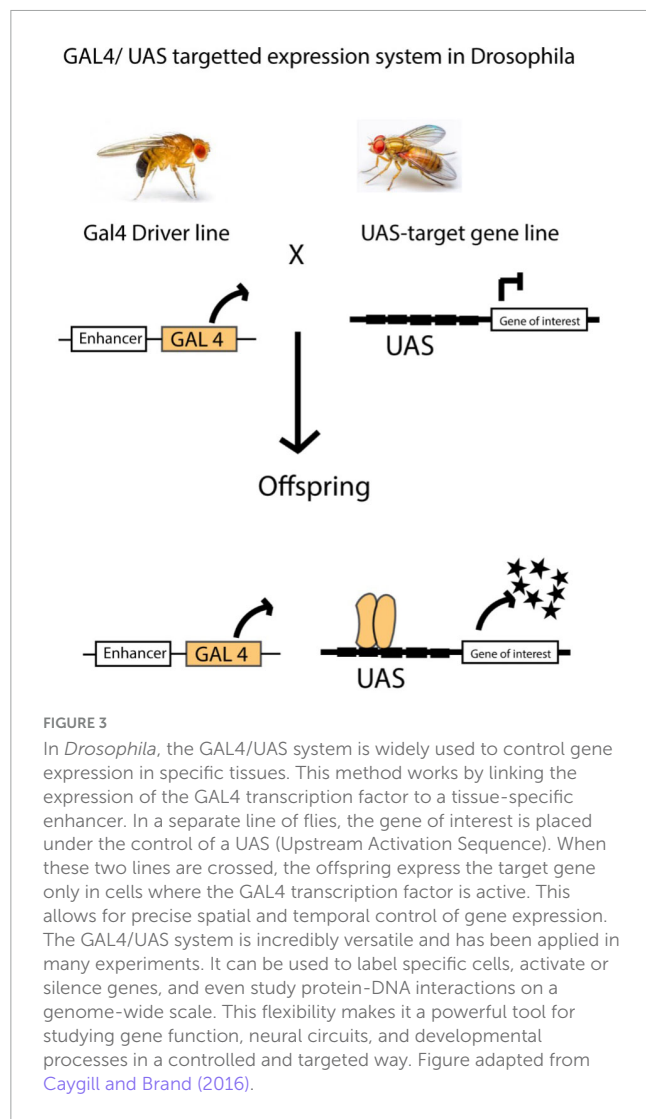 GAL4/ UAS targetted expression system in Drosophila
Gal4 Driver line
UAS-target gene line
X
Enhancer
GAL 4
Gene of interest
UAS
Offspring
Enhancer
GAL 4
Gene of interest
UAS
FIGURE 3
In Drosophila, the GAL4/UAS system is widely used to control gene
expression in specific tissues. This method works by linking the
expression of the GAL4 transcription factor to a tissue-specific
enhancer. In a separate line of flies, the gene of interest is placed
under the control of a UAS (Upstream Activation Sequence). When
these two lines are crossed, the offspring express the target gene
only in cells where the GAL4 transcription factor is active. This
allows for precise spatial and temporal control of gene expression.
The GAL4/UAS system is incredibly versatile and has been applied in
many experiments. It can be used to label specific cells, activate or
silence genes, and even study protein-DNA interactions on a
genome-wide scale. This flexibility makes it a powerful tool for
studying gene function, neural circuits, and developmental
processes in a controlled and targeted way. Figure adapted from
Caygill and Brand (2016).